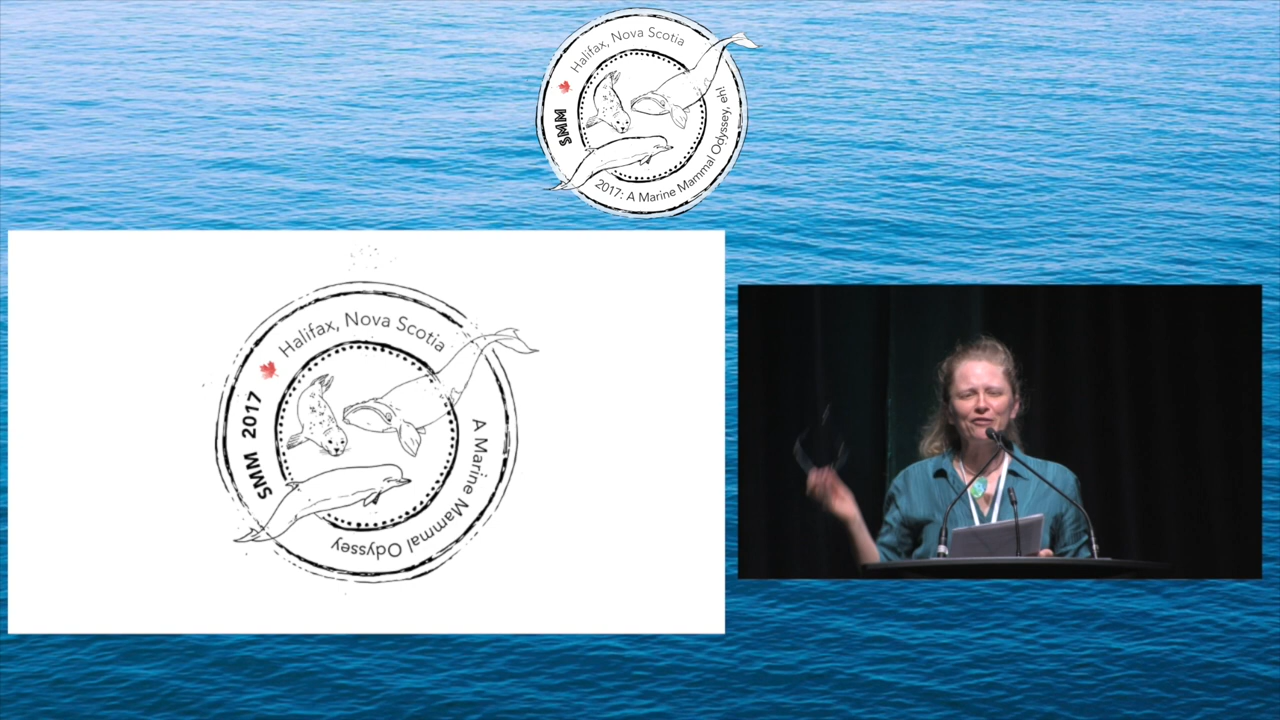 SMM
Halifax, Nova Scotia
2017: A Marine Mammal Odyssey, eh!
SMM 2017
Halifax, Nova Scotia
A Marine Mammal Odyssey